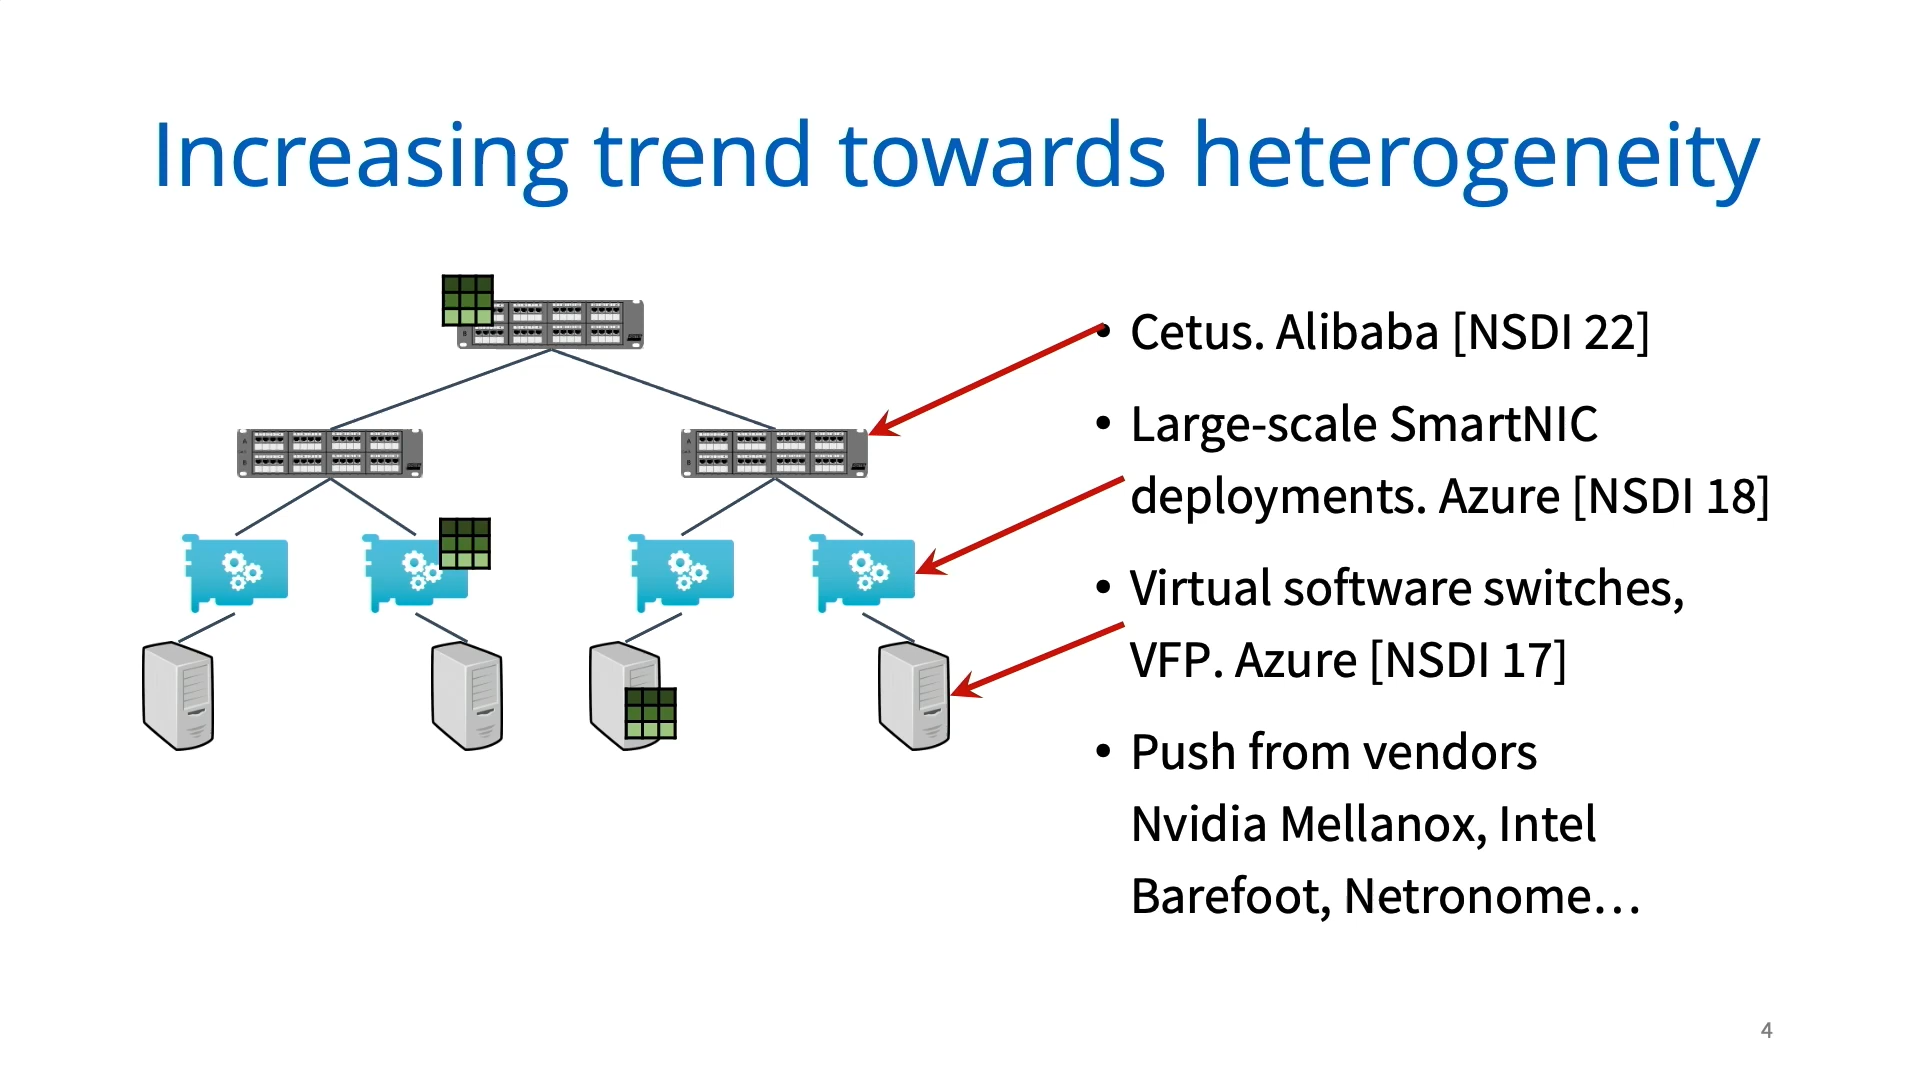 Increasing trend towards heterogeneity
• Cetus. Alibaba [NSDI 22]
• Large-scale SmartNIC
deployments. Azure [NSDI 18]
• Virtual software switches,
VFP. Azure [NSDI 17]
• Push from vendors
Nvidia Mellanox, Intel
Barefoot, Netronome…
4